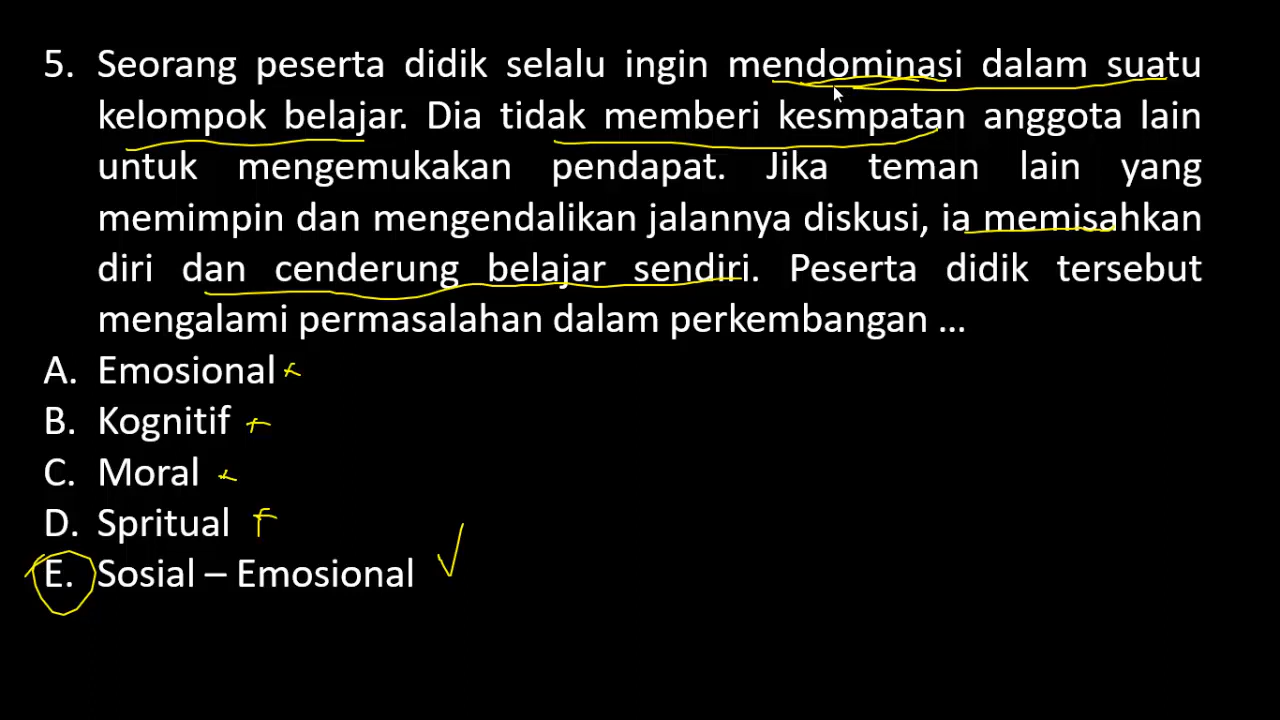 5. Seorang peserta didik selalu ingin mendominasi dalam suatu
kelompok belajar. Dia tidak memberi kesmpatan anggota lain
untuk mengemukakan pendapat. Jika teman lain yang
memimpin dan mengendalikan jalannya diskusi, ia memisahkan
diri dan cenderung belajar sendiri. Peserta didik tersebut
mengalami permasalahan dalam perkembangan ...
A. Emosional
B. Kognitif
C. Moral
D. Spritual
E. Sosial – Emosional